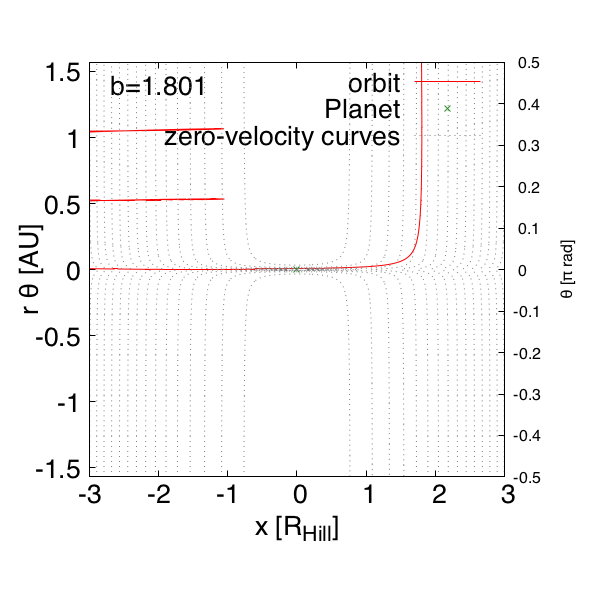 b=1.801
orbit
Planet
zero-velocity curves
1.5
1
0.5
0
-0.5
-1
-1.5
r θ [AU]
0.5
0.4
0.3
0.2
0.1
0
-0.1
-0.2
-0.3
-0.4
-0.5
θ [π rad]
-3 -2 -1 0 1 2 3
x [R_Hill]